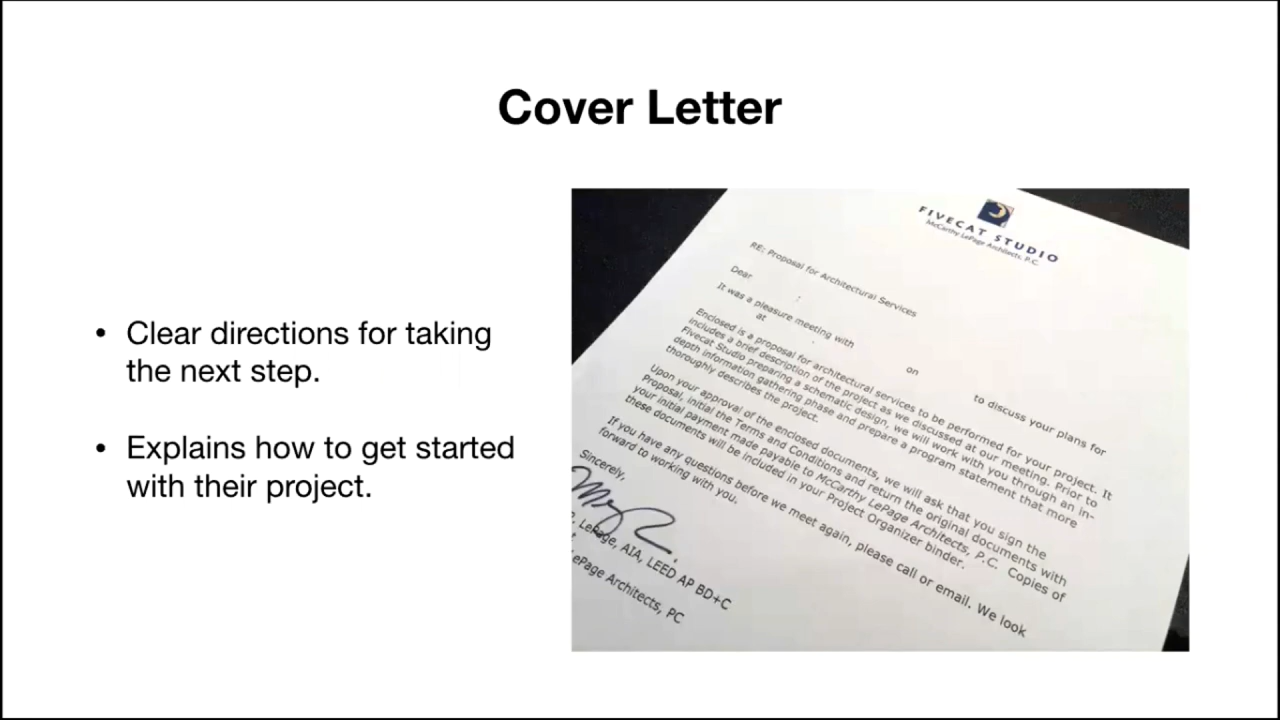 Cover Letter
• Clear directions for taking
the next step.
• Explains how to get started
with their project.
FIVECAT STUDIO
McCarthy LePage Architects, P.C.
RE: Proposal for Architectural Services
Dear :
It was a pleasure meeting with on to discuss your plans for
at .
Enclosed is a proposal for architectural services to be performed for your project. It
includes a brief description of the project as we discussed at our meeting. Prior to
Fivecat Studio preparing a schematic design, we will work with you through an in-
depth information gathering phase and prepare a program statement that more
thoroughly describes the project.
Upon your approval of the enclosed documents, we will ask that you sign the
Proposal, initial the Terms and Conditions and return the original documents with
your initial payment made payable to McCarthy LePage Architects, P.C. Copies of
these documents will be included in your Project Organizer binder.
If you have any questions before we meet again, please call or email. We look
forward to working with you.
Sincerely,
LePage, AIA, LEED AP BD+C
LePage Architects, PC